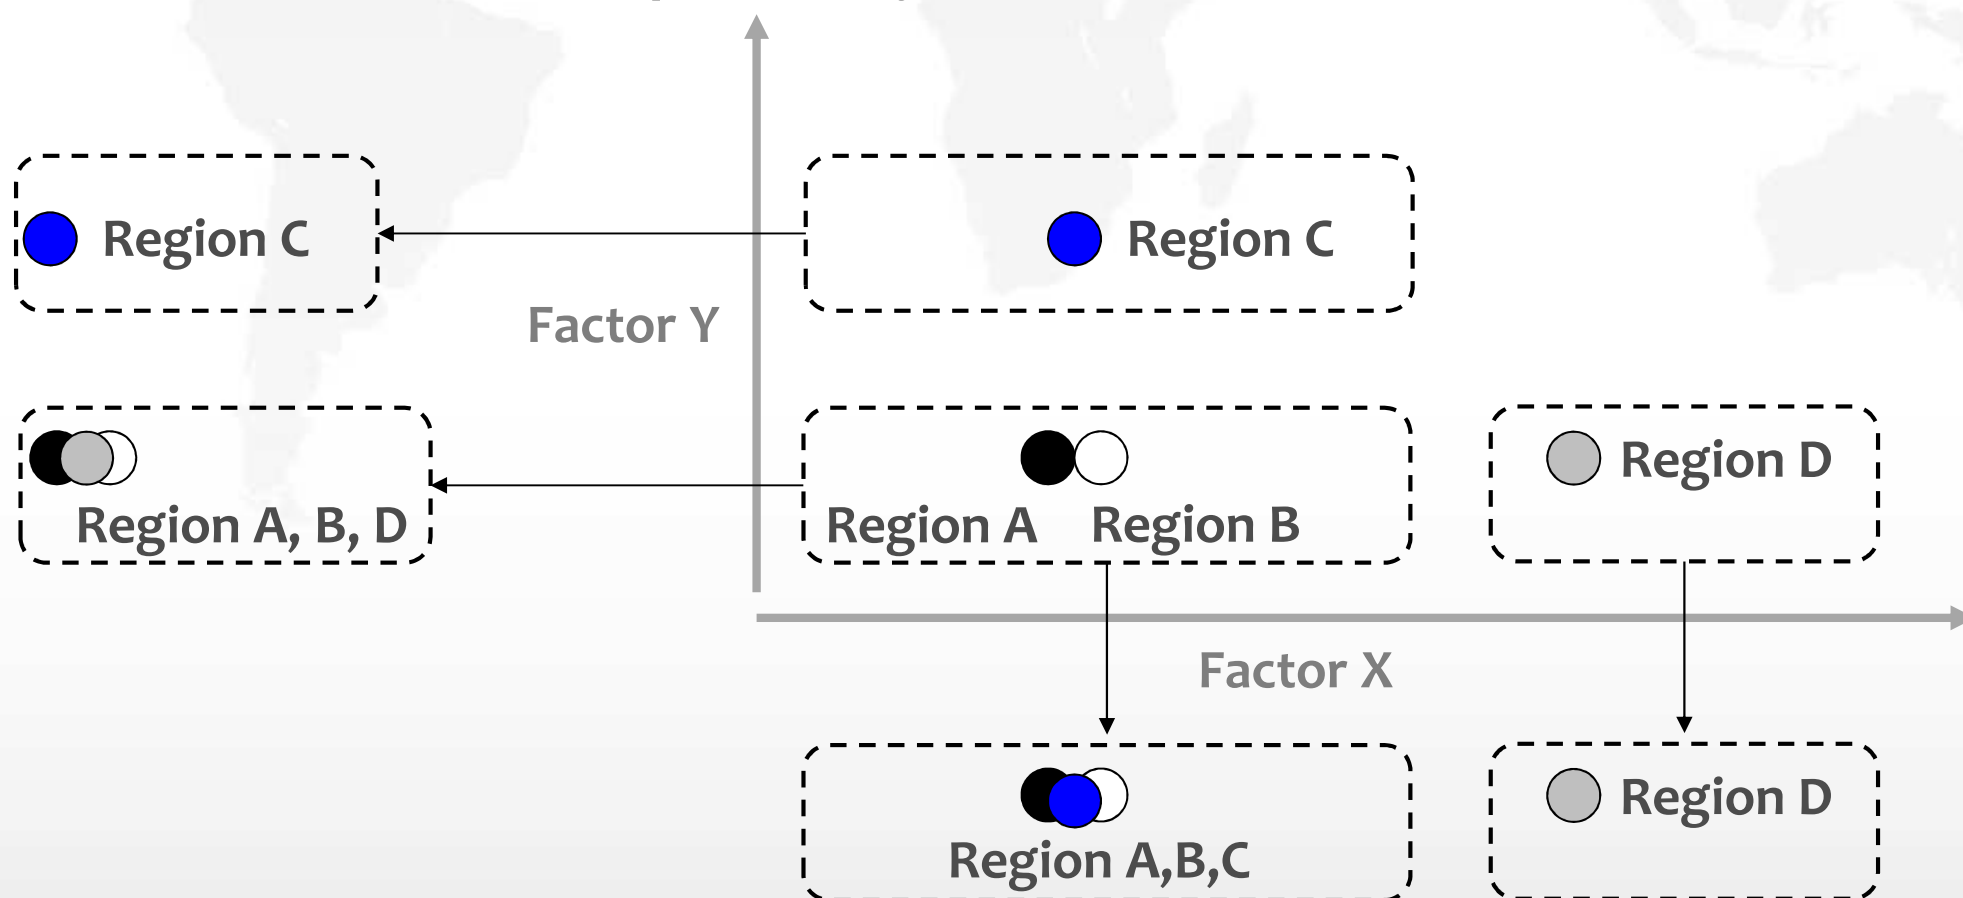 Region C
Region C
Factor Y
Region D
Region A, B, D
Region A
Region B
Factor X
Region D
Region A,B,C